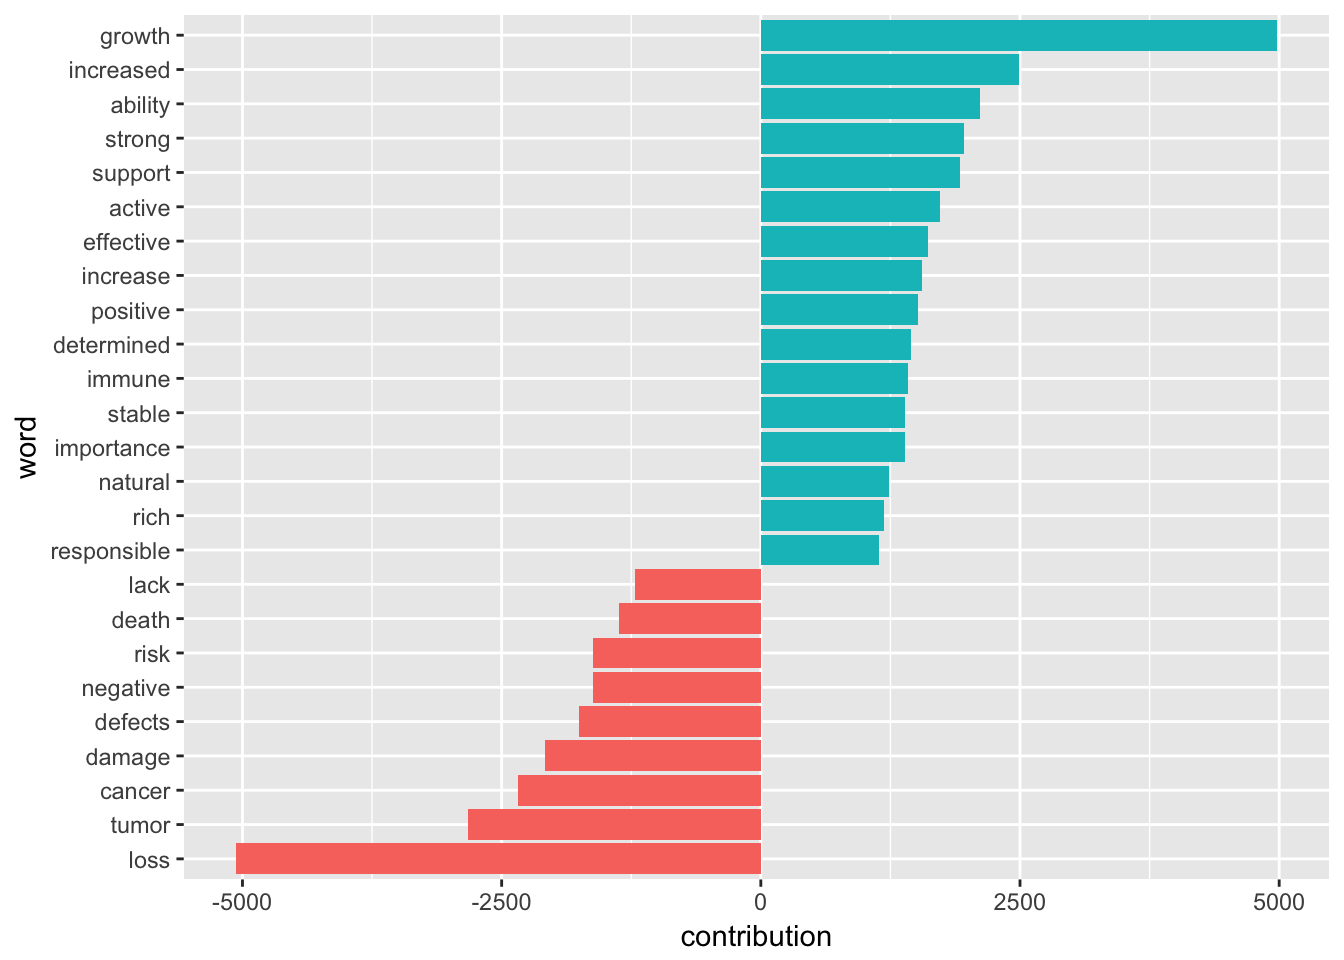 growth
increased
ability
strong
support
active
effective
increase
positive
determined
immune
stable
importance
natural
rich
responsible
lack
death
risk
negative
defects
damage
cancer
tumor
loss
word
-5000 -2500 0 2500 5000
contribution